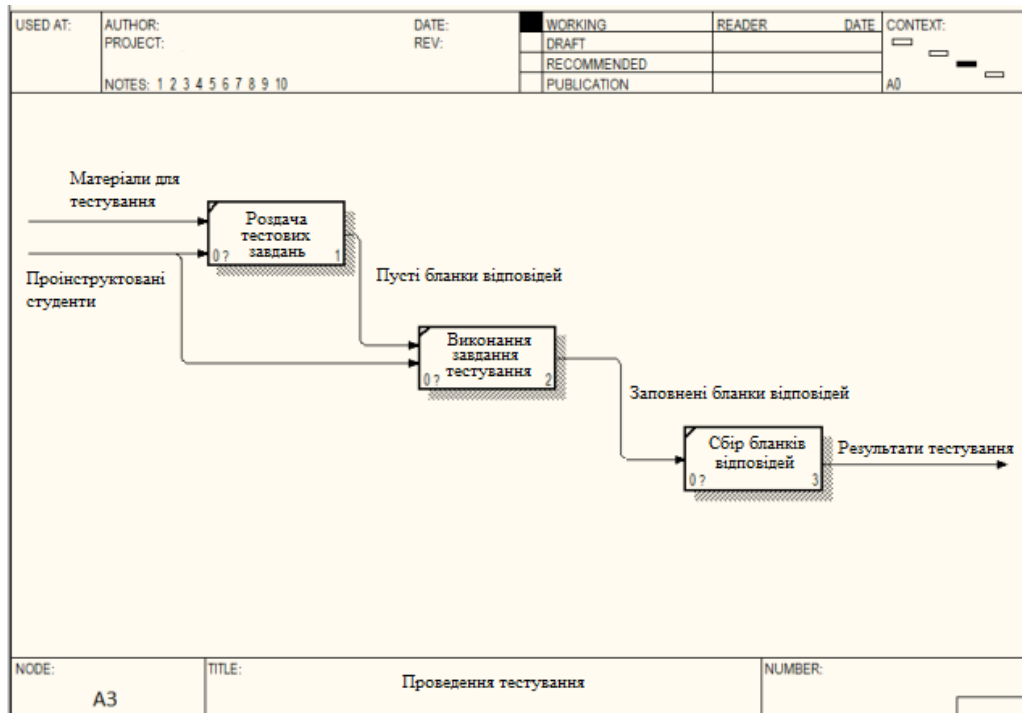 USED AT:
AUTHOR:
DATE:
WORKING
READER
DATE
CONTEXT:
PROJECT:
REV:
DRAFT
RECOMMENDED
NOTES: 1 2 3 4 5 6 7 8 9 10
PUBLICATION
A0
Матеріали для
тестування
Роздача
тестових
завдань
0 ?
1
Проінструктовані
студенти
Пусті бланки відповідей
Виконання
завдання
тестування
0 ?
2
Заповнені бланки відповідей
Сбір бланків
відповідей
0 ?
3
Результати тестування
NODE:
A3
TITLE:
Проведення тестування
NUMBER: